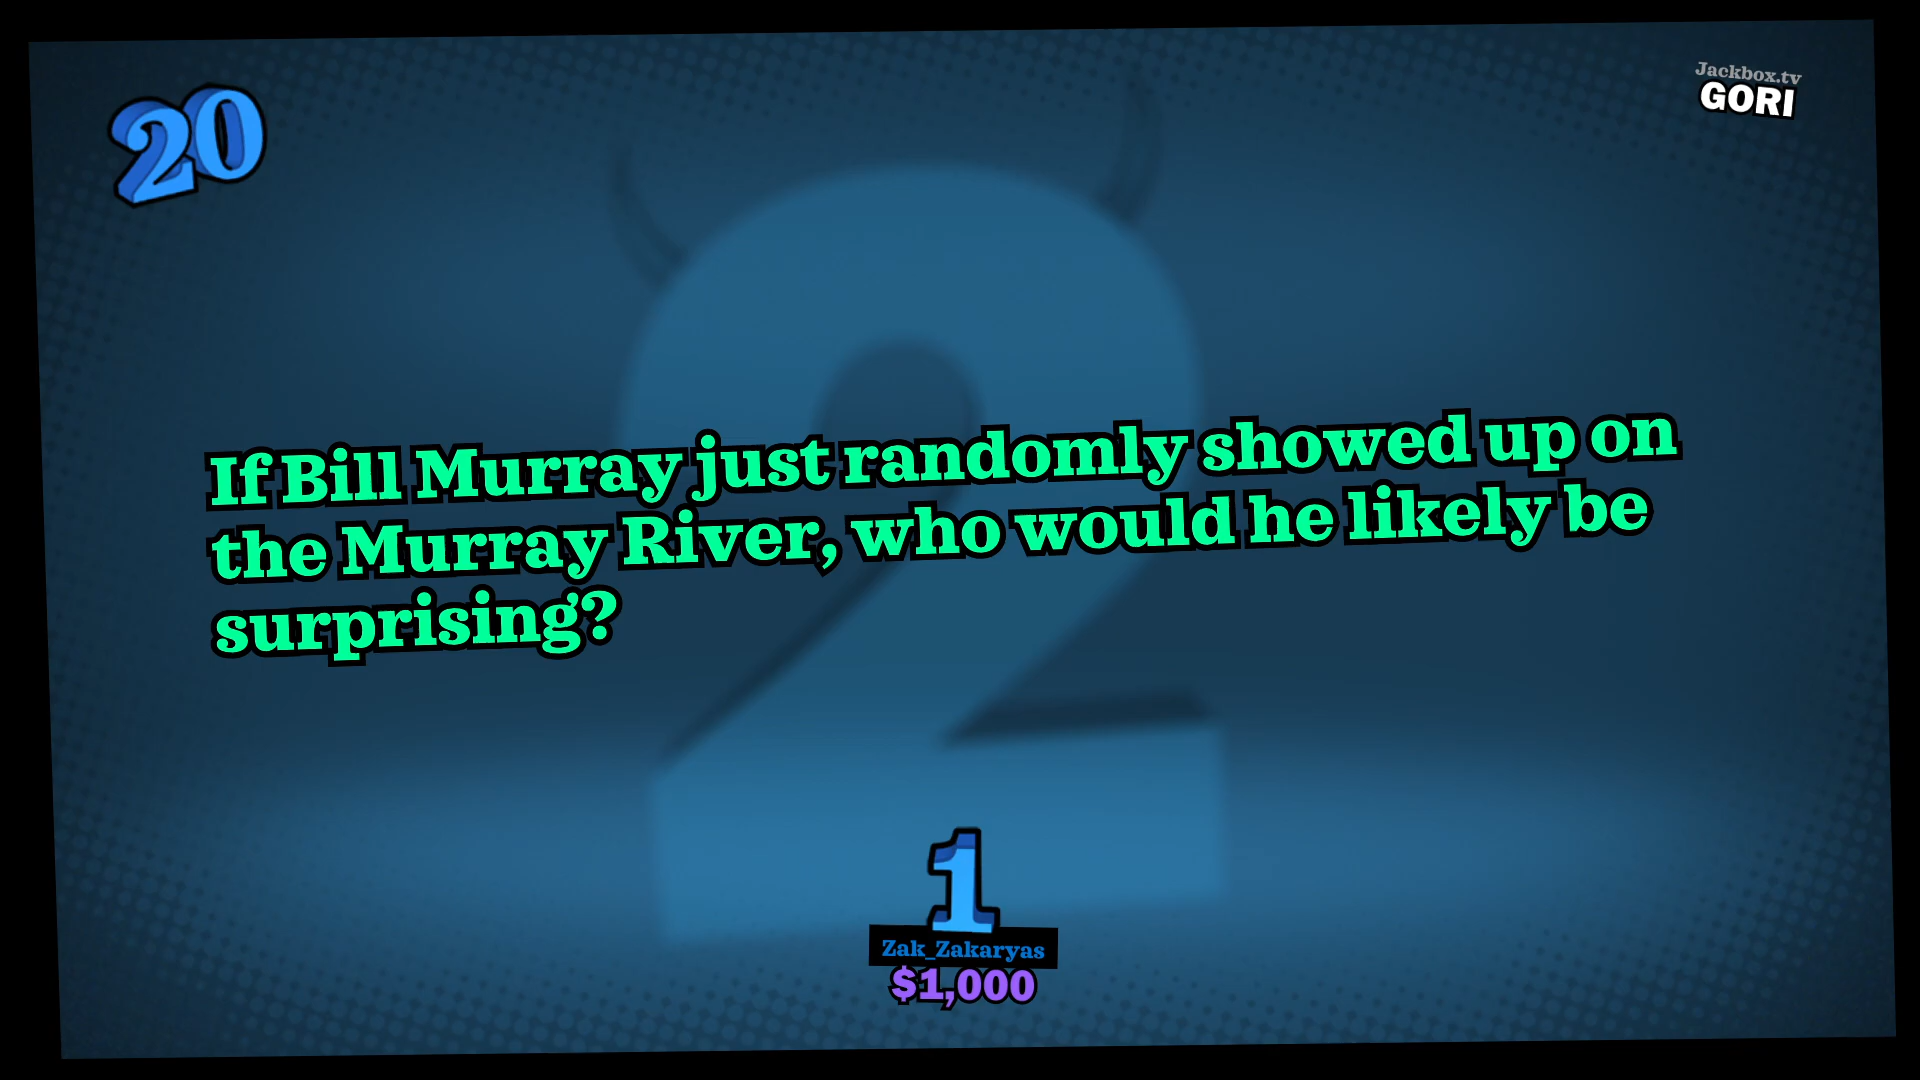 20
Jackbox.tv
GORI
If Bill Murray just randomly showed up on
the Murray River, who would he likely be
surprising?
1
Zak_Zakaryas
$1,000